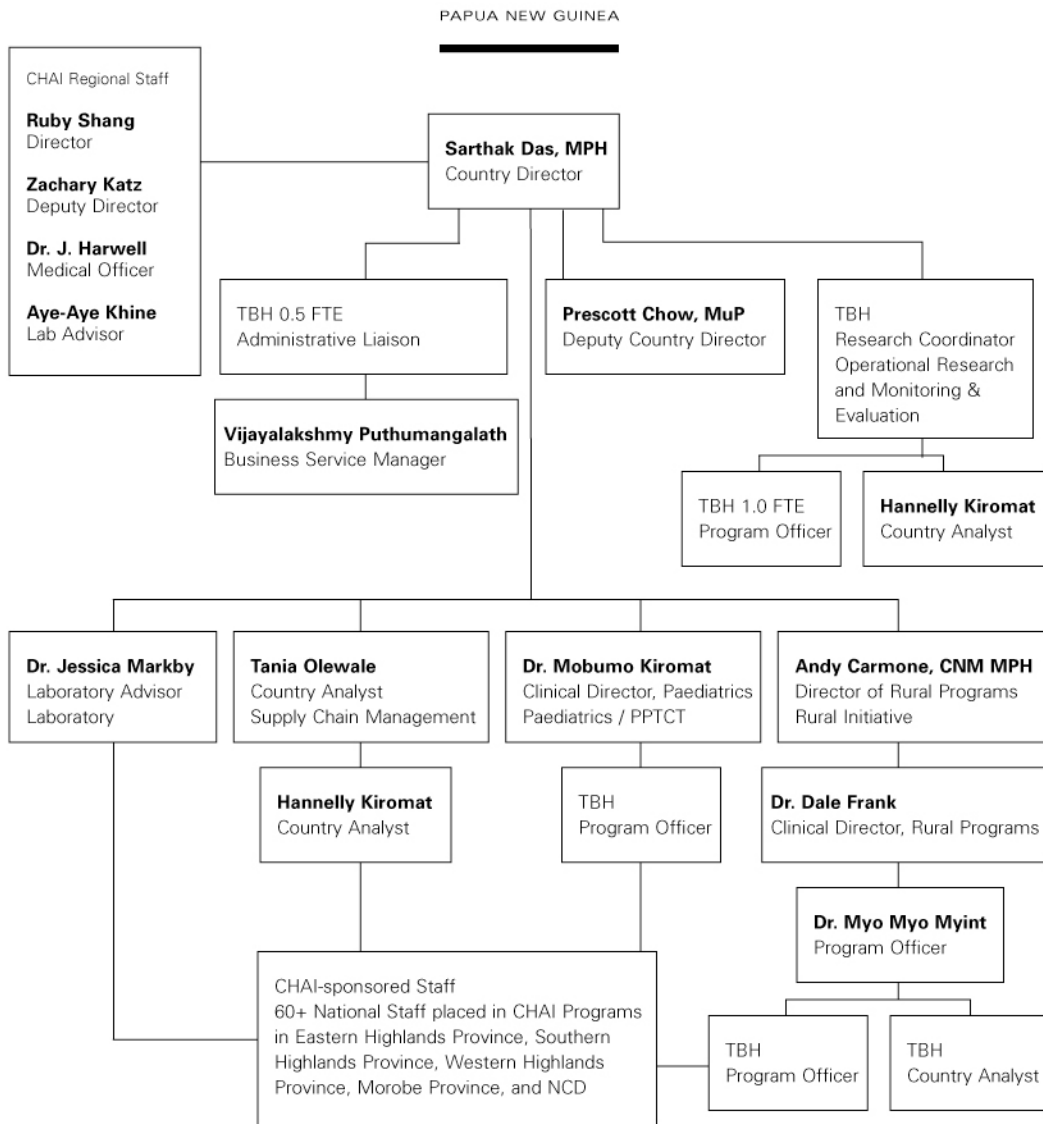 PAPUA NEW GUINEA
CHAI Regional Staff
Ruby Shang
Director
Zachary Katz
Deputy Director
Dr. J. Harwell
Medical Officer
Aye-Aye Khine
Lab Advisor
Sarthak Das, MPH
Country Director
TBH 0.5 FTE
Administrative Liaison
Prescott Chow, MuP
Deputy Country Director
TBH
Research Coordinator
Operational Research
and Monitoring &
Evaluation
Vijayalakshmy Puthumangalath
Business Service Manager
TBH 1.0 FTE
Program Officer
Hannelly Kiromat
Country Analyst
Dr. Jessica Markby
Laboratory Advisor
Laboratory
Tania Olewale
Country Analyst
Supply Chain Management
Dr. Mobumo Kiromat
Clinical Director, Paediatrics
Paediatrics / PPTCT
Andy Carmone, CNM MPH
Director of Rural Programs
Rural Initiative
Hannelly Kiromat
Country Analyst
TBH
Program Officer
Dr. Dale Frank
Clinical Director, Rural Programs
Dr. Myo Myo Myint
Program Officer
CHAI-sponsored Staff
60+ National Staff placed in CHAI Programs
in Eastern Highlands Province, Southern
Highlands Province, Western Highlands
Province, Morobe Province, and NCD
TBH
Program Officer
TBH
Country Analyst